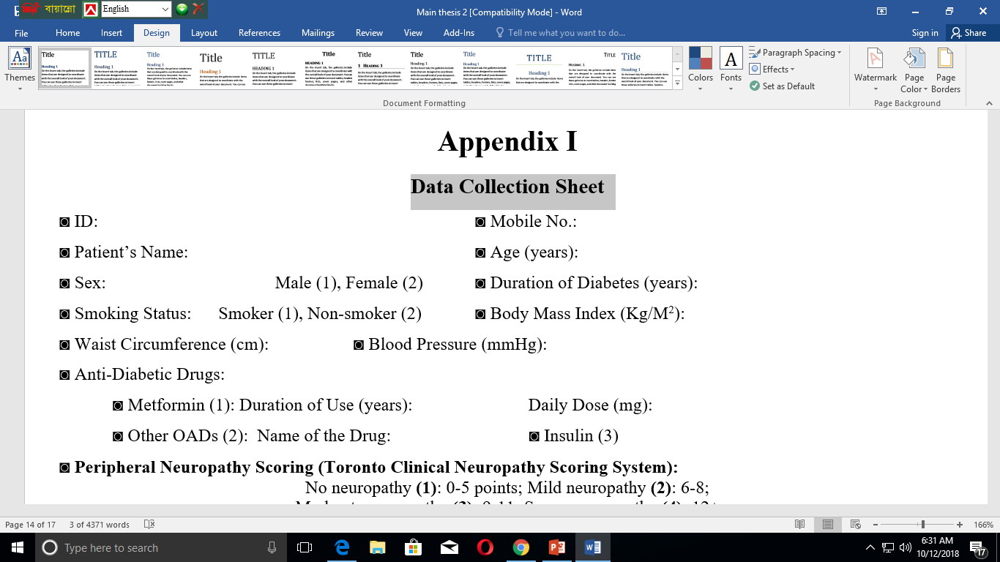 বায়ান্নো English
Main thesis 2 [Compatibility Mode] - Word
File Home Insert Design Layout References Mailings Review View Add-Ins Tell me what you want to do... Sign in Share
Themes
Title TITLE Title Title TITLE Title Title Title Title TITLE TITLE Title
Heading 1 Heading 1 Heading 1 Heading 1 HEADING 1 HEADING 1 1 HEADING 1 Heading 1 Heading 1 Heading 1 HEADING 1 Heading 1
Colors Fonts
Paragraph Spacing
Effects
Set as Default
Watermark Page Color Page Borders
Document Formatting Page Background
Appendix I
Data Collection Sheet
◙ ID: ◙ Mobile No.:
◙ Patient’s Name: ◙ Age (years):
◙ Sex: Male (1), Female (2) ◙ Duration of Diabetes (years):
◙ Smoking Status: Smoker (1), Non-smoker (2) ◙ Body Mass Index (Kg/M²):
◙ Waist Circumference (cm): ◙ Blood Pressure (mmHg):
◙ Anti-Diabetic Drugs:
◙ Metformin (1): Duration of Use (years): Daily Dose (mg):
◙ Other OADs (2): Name of the Drug: ◙ Insulin (3)
◙ Peripheral Neuropathy Scoring (Toronto Clinical Neuropathy Scoring System):
No neuropathy (1): 0-5 points; Mild neuropathy (2): 6-8;
Page 14 of 17 3 of 4371 words 166%
Type here to search
6:31 AM
10/12/2018
17